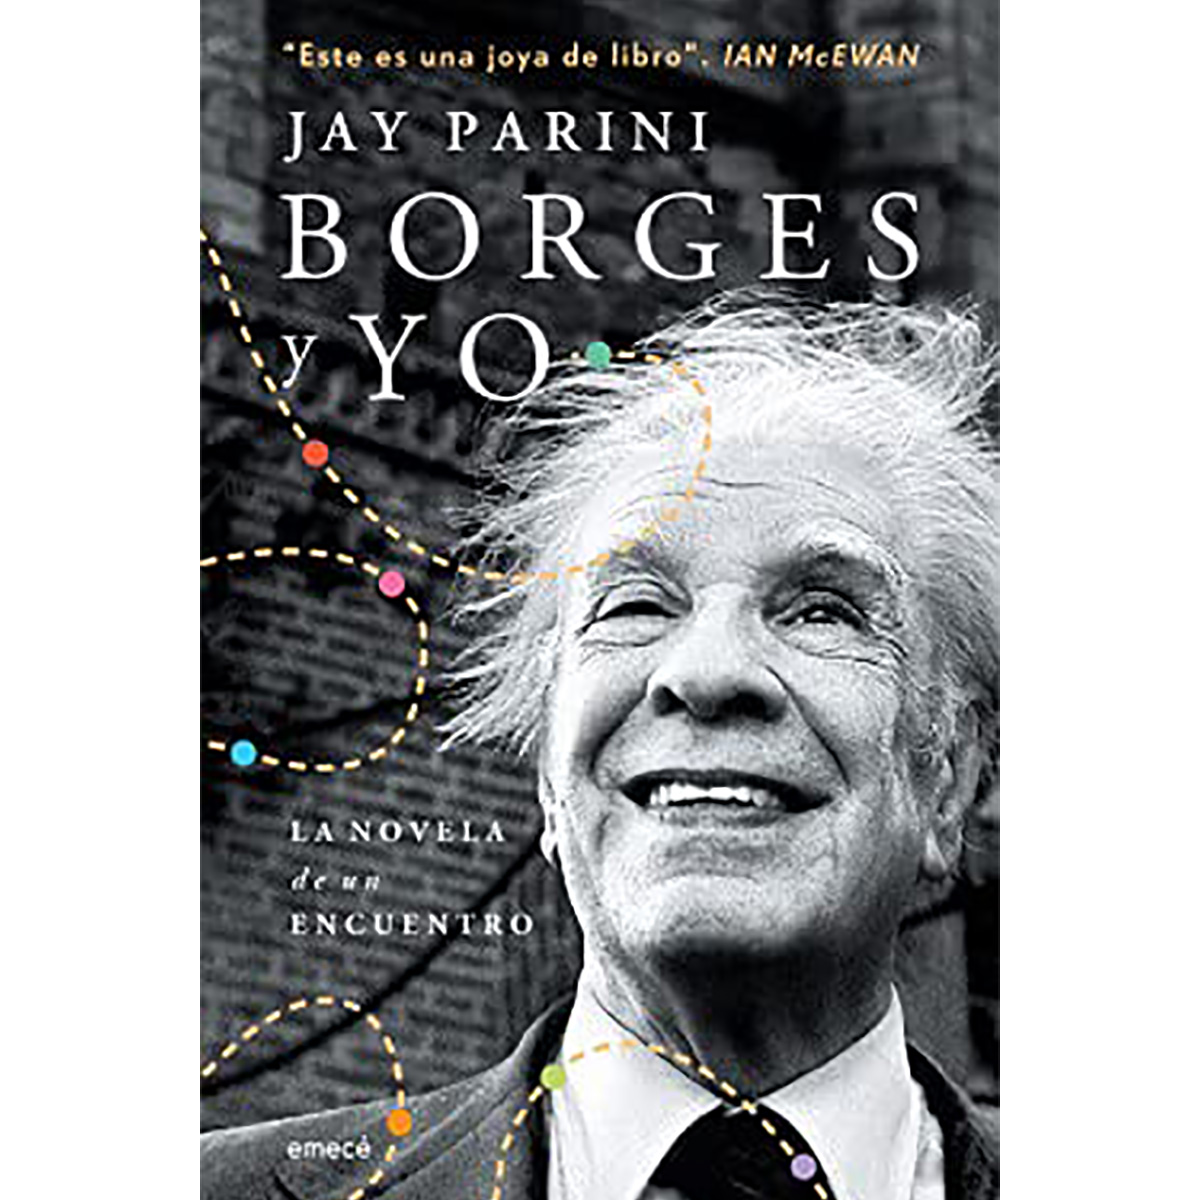 “Este es una joya de libro”. IAN McEWAN
JAY PARINI
BORGES
y YO
LA NOVELA
de un
ENCUENTRO
emecé